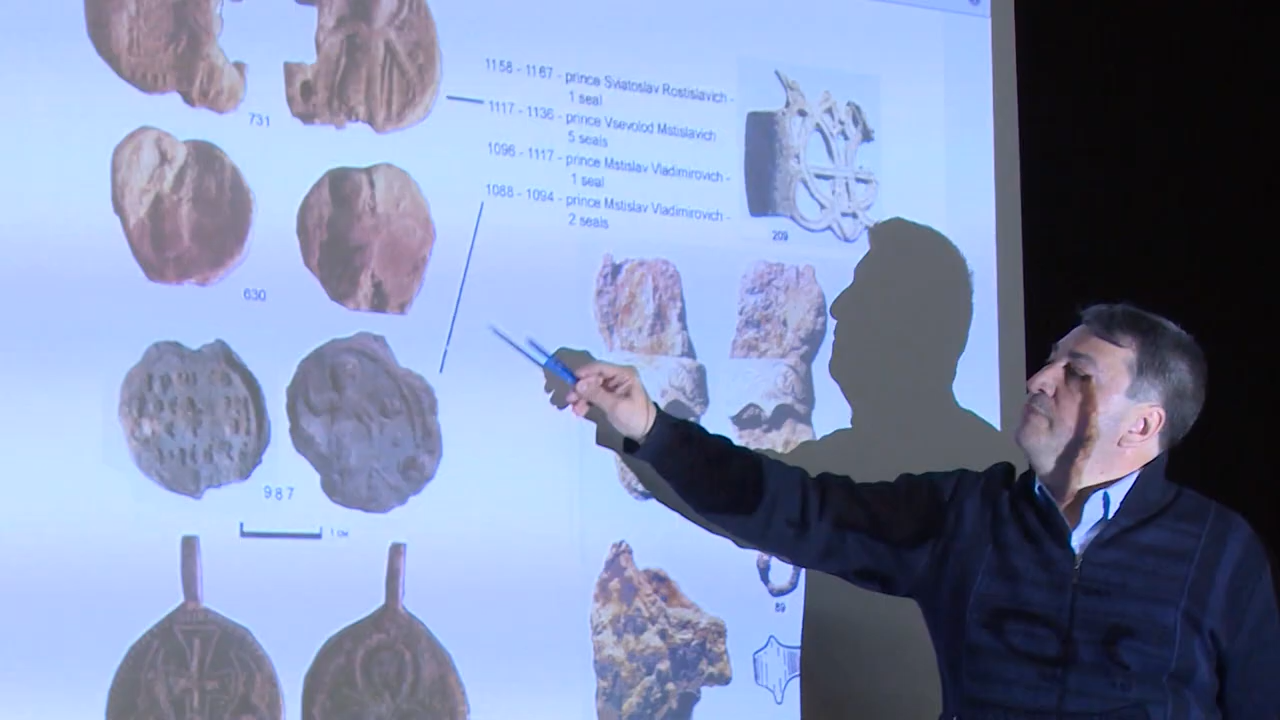 1158 - 1167 - prince Sviatoslav Rostislavich -
1 seal
1117 - 1136 - prince Vsevolod Mstislavich
5 seals
1096 - 1117 - prince Mstislav Vladimirovich -
1 seal
1088 - 1094 - prince Mstislav Vladimirovich -
2 seals
731
209
630
987
1 см
89